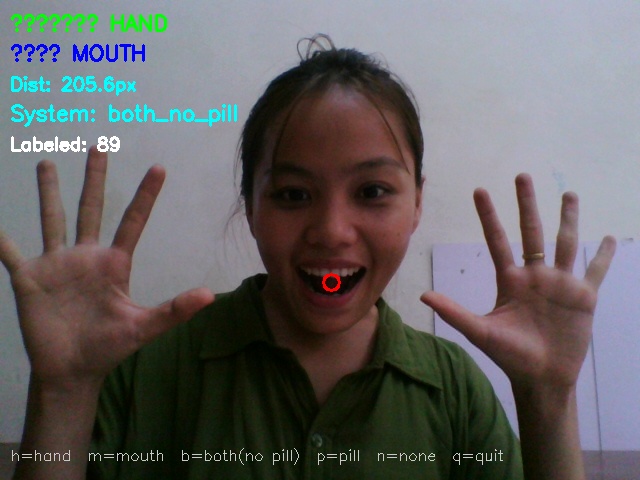 ??????? HAND
???? MOUTH
Dist: 205.6px
System: both_no_pill
Labeled: 89
h=hand m=mouth b=both(no pill) p=pill n=none q=quit